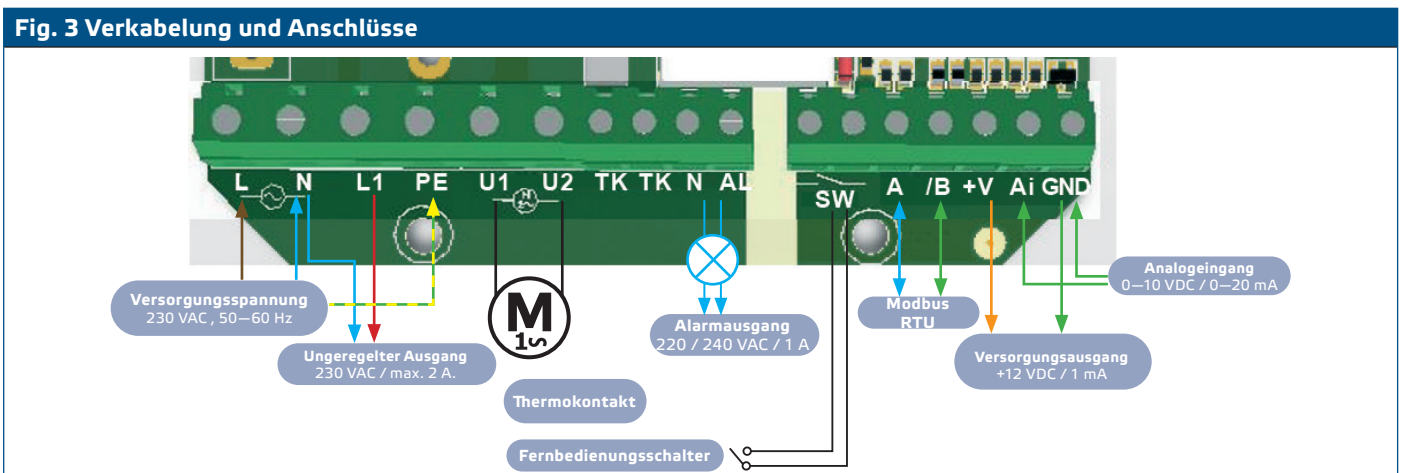 Fig. 3 Verkabelung und Anschlüsse
L N L1 PE U1 U2 TK TK N AL
SW A /B +V Ai GND
Versorgungsspannung
230 VAC , 50—60 Hz
Ungeregelter Ausgang
230 VAC / max. 2 A.
M
1∽
Thermokontakt
Fernbedienungsschalter
Alarmausgang
220 / 240 VAC / 1 A
Modbus
RTU
Versorgungsausgang
+12 VDC / 1 mA
Analogeingang
0—10 VDC / 0—20 mA